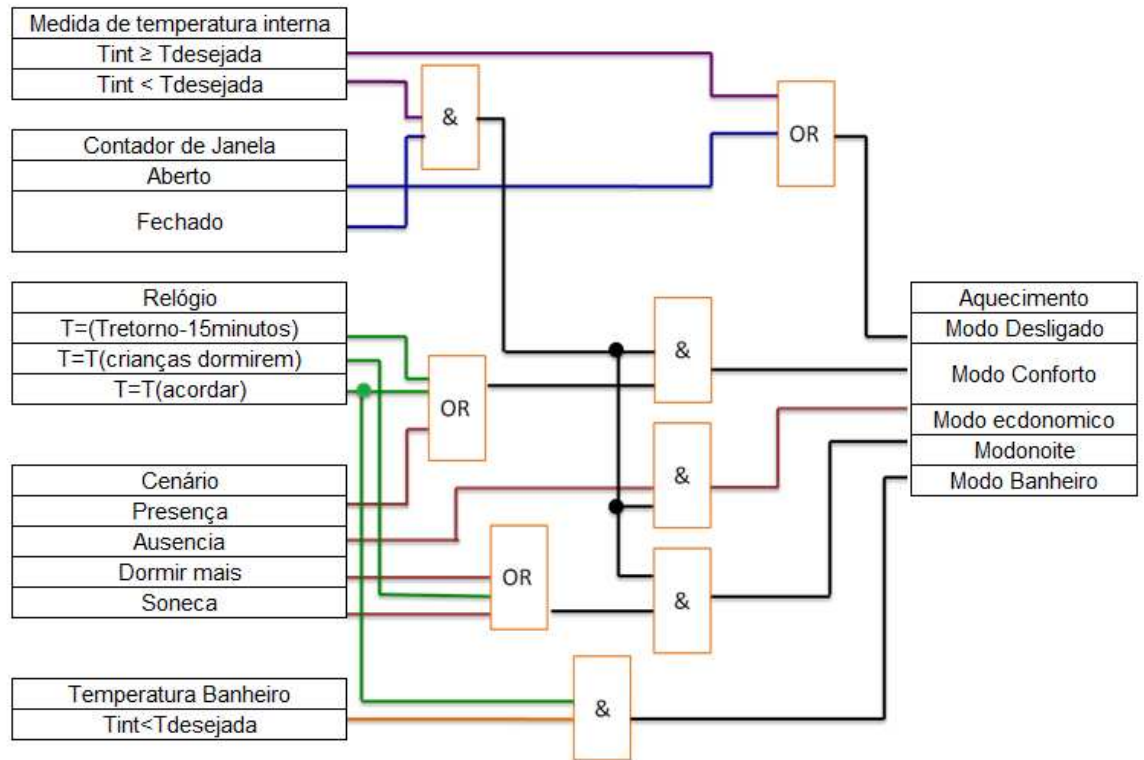 Medida de temperatura interna
Tint ≥ Tdesejada
Tint < Tdesejada
&
OR
Contador de Janela
Aberto
Fechado
Relógio
T=(Tretorno-15minutos)
T=T(crianças dormirem)
T=T(acordar)
OR
&
Aquecimento
Modo Desligado
Modo Conforto
Modo ecdonomico
Modonoite
Modo Banheiro
&
Cenário
Presença
Ausencia
Dormir mais
Soneca
OR
&
Temperatura Banheiro
Tint<Tdesejada
&